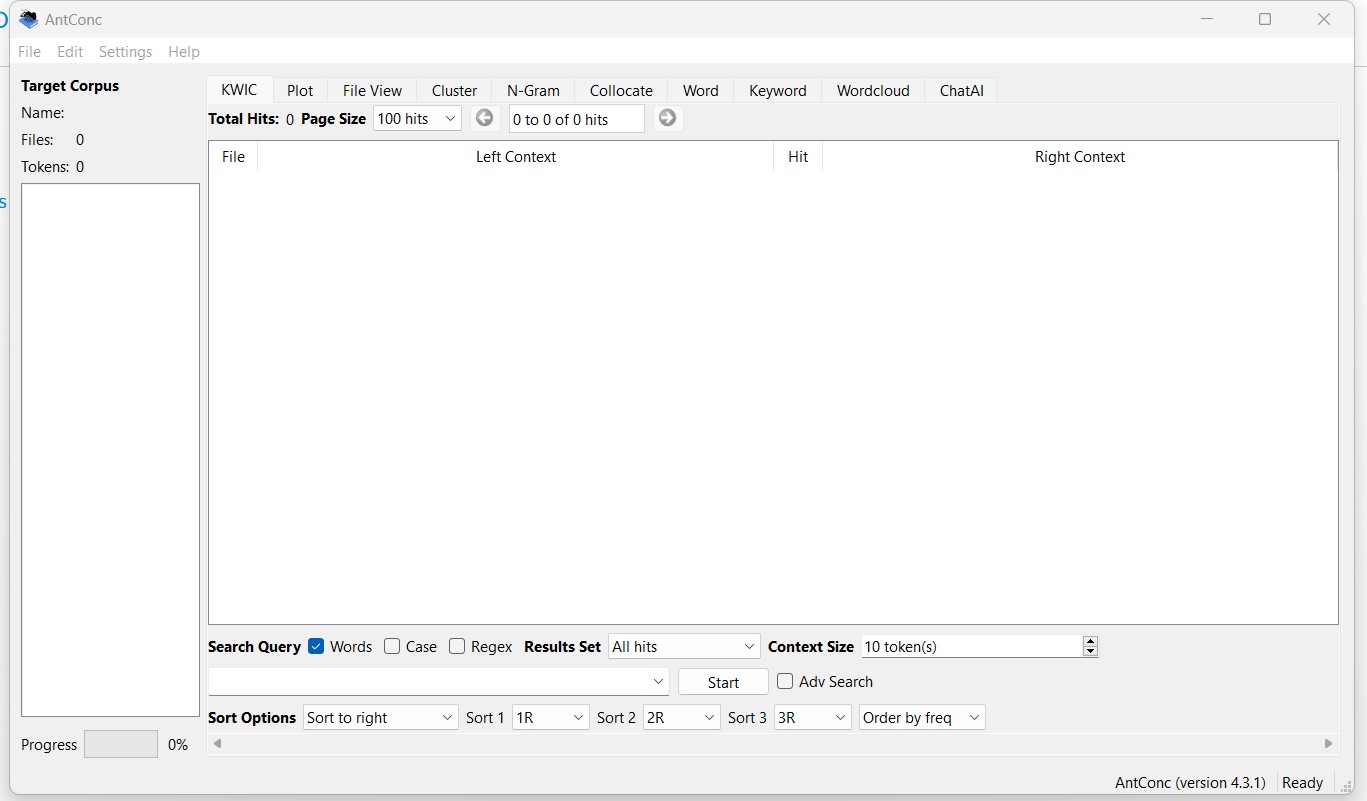 AntConc
File Edit Settings Help
Target Corpus
Name:
Files: 0
Tokens: 0
KWIC Plot File View Cluster N-Gram Collocate Word Keyword Wordcloud ChatAI
Total Hits: 0 Page Size 100 hits 0 to 0 of 0 hits
File Left Context Hit Right Context
Search Query Words Case Regex Results Set All hits Context Size 10 token(s)
Start Adv Search
Sort Options Sort to right Sort 1 1R Sort 2 2R Sort 3 3R Order by freq
Progress 0%
AntConc (version 4.3.1) Ready